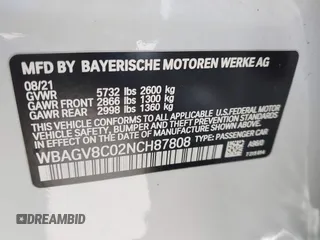 MFD BY BAYERISCHE MOTOREN WERKE AG
08/21
GVWR 5732 lbs 2600 kg
GAWR FRONT 2866 lbs 1300 kg
GAWR REAR 2998 lbs 1360 kg
THIS VEHICLE CONFORMS TO ALL APPLICABLE U.S. FEDERAL MOTOR
VEHICLE SAFETY, BUMPER, AND THEFT PREVENTION STANDARDS IN
EFFECT ON THE DATE OF MANUFACTURE SHOWN ABOVE.
WBAGV8C02NCH87808 TYPE: PASSENGER CAR
DREAMBID